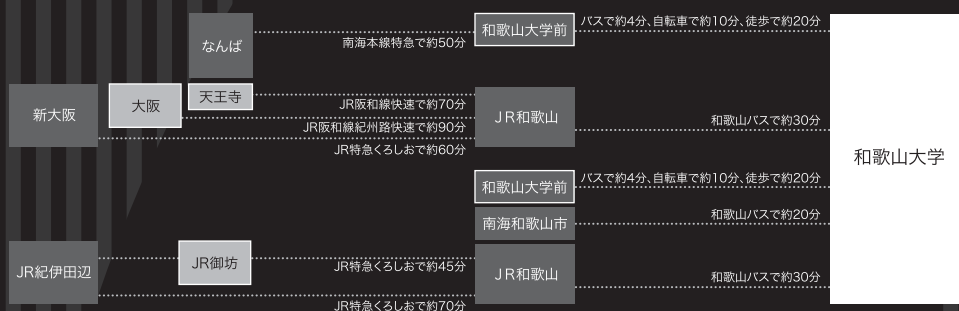 なんば
南海本線特急で約50分
和歌山大学前
バスで約4分、自転車で約10分、徒歩で約20分
新大阪
大阪
天王寺
JR阪和線快速で約70分
JR阪和線紀州路快速で約90分
JR特急くろしおで約60分
JR和歌山
和歌山バスで約30分
和歌山大学
和歌山大学前
バスで約4分、自転車で約10分、徒歩で約20分
南海和歌山市
和歌山バスで約20分
JR紀伊田辺
JR御坊
JR特急くろしおで約45分
JR特急くろしおで約70分
JR和歌山
和歌山バスで約30分